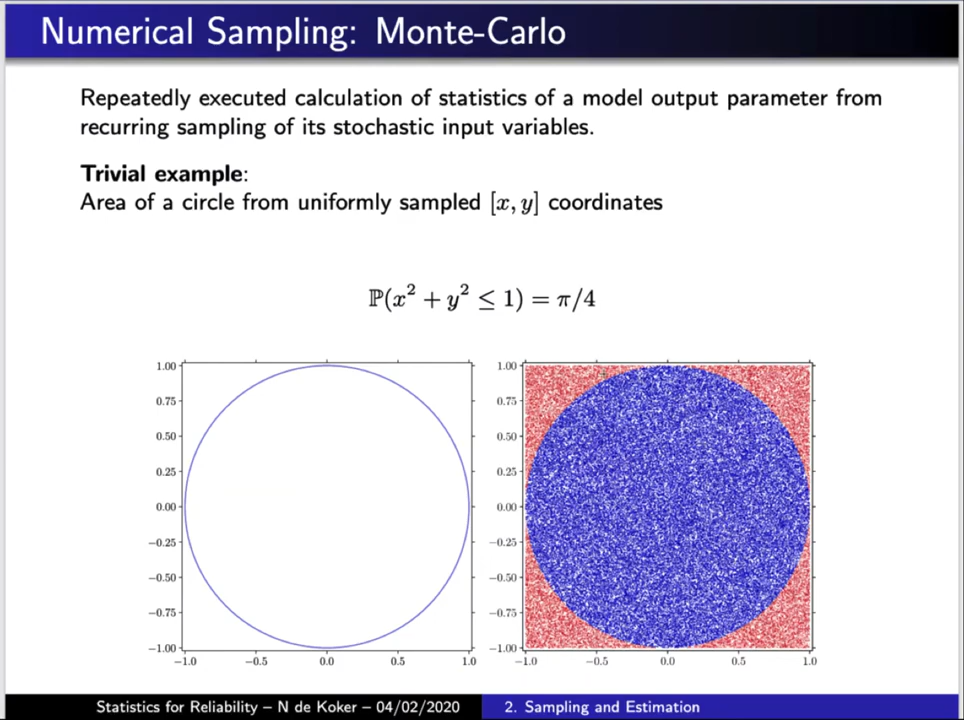 Numerical Sampling: Monte-Carlo
Repeatedly executed calculation of statistics of a model output parameter from
recurring sampling of its stochastic input variables.
Trivial example:
Area of a circle from uniformly sampled [x, y] coordinates
ℙ(x² + y² ≤ 1) = π/4
1.00
0.75
0.50
0.25
0.00
−0.25
−0.50
−0.75
−1.00
−1.0 −0.5 0.0 0.5 1.0
1.00
0.75
0.50
0.25
0.00
−0.25
−0.50
−0.75
−1.00
−1.0 −0.5 0.0 0.5 1.0
Statistics for Reliability – N de Koker – 04/02/2020
2. Sampling and Estimation